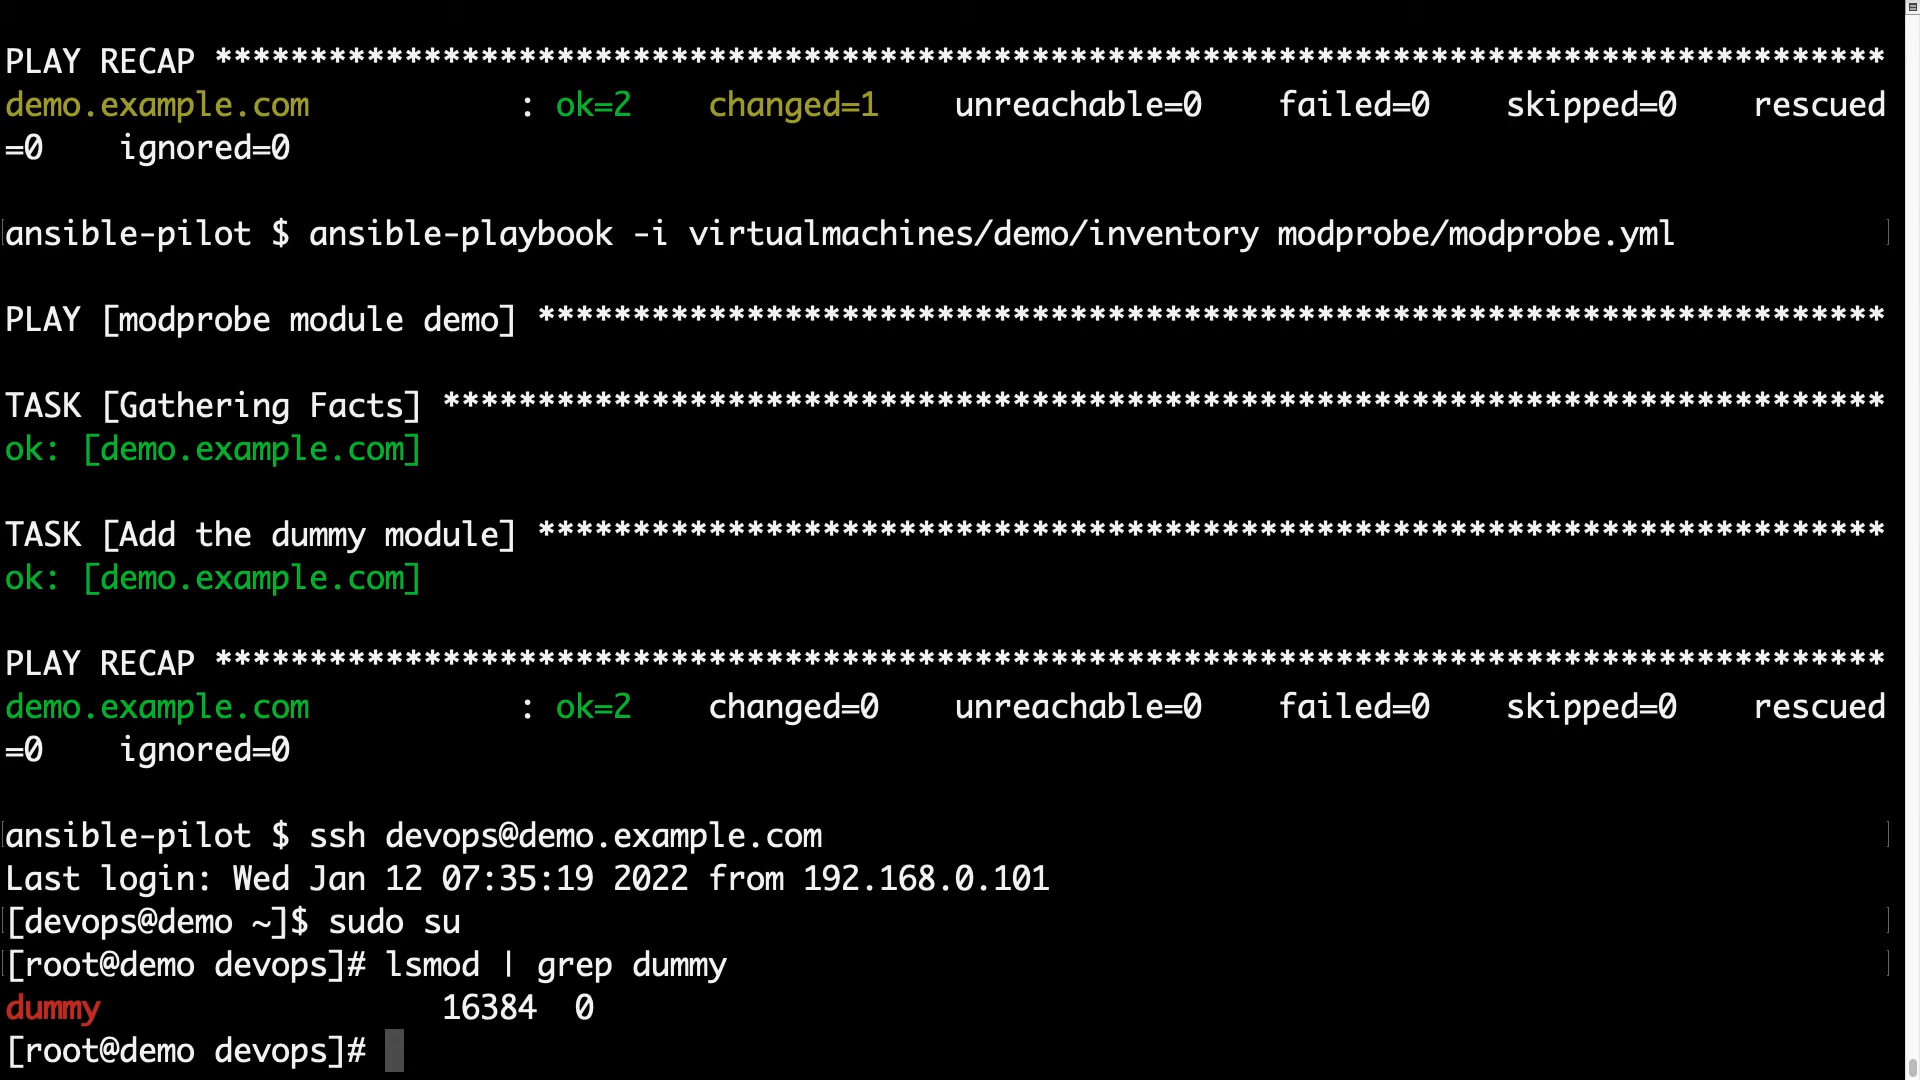 PLAY RECAP ****************************************************************************************
demo.example.com           : ok=2    changed=1    unreachable=0    failed=0    skipped=0    rescued
=0    ignored=0
ansible-pilot $ ansible-playbook -i virtualmachines/demo/inventory modprobe/modprobe.yml
PLAY [modprobe module demo] ***********************************************************************
TASK [Gathering Facts] ****************************************************************************
ok: [demo.example.com]
TASK [Add the dummy module] ***********************************************************************
ok: [demo.example.com]
PLAY RECAP ****************************************************************************************
demo.example.com           : ok=2    changed=0    unreachable=0    failed=0    skipped=0    rescued
=0    ignored=0
ansible-pilot $ ssh devops@demo.example.com
Last login: Wed Jan 12 07:35:19 2022 from 192.168.0.101
[devops@demo ~]$ sudo su
[root@demo devops]# lsmod | grep dummy
dummy                  16384  0
[root@demo devops]#